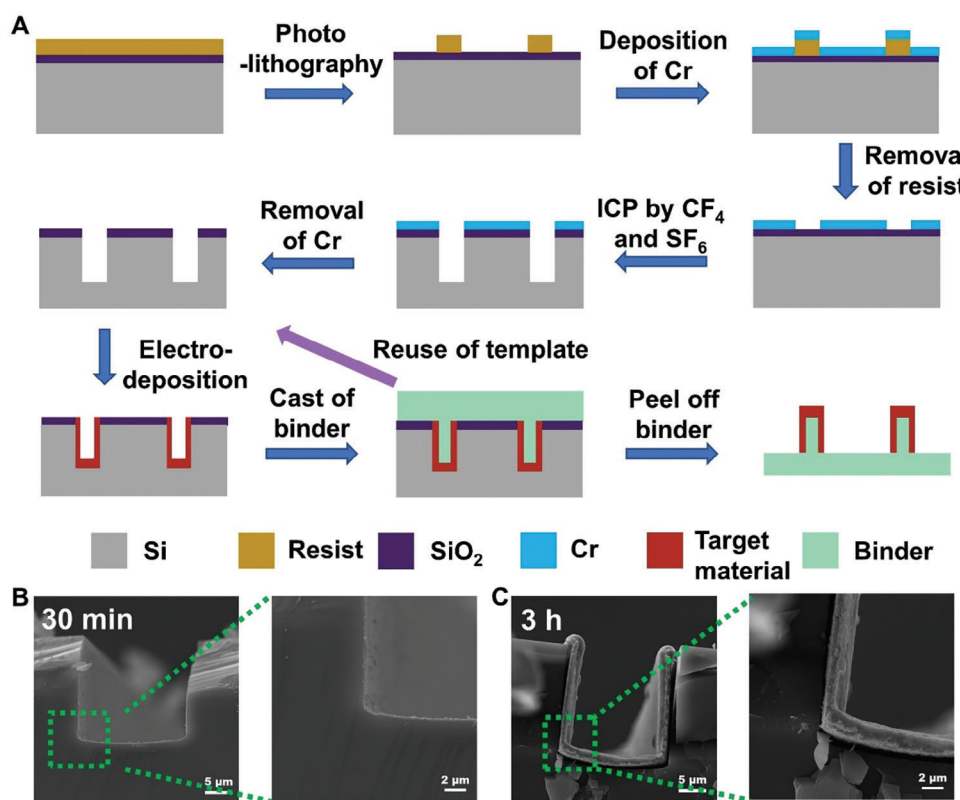 A
Photo
-lithography
Deposition
of Cr
Removal
of resist
ICP by CF4
and SF6
Removal
of Cr
Electro-
deposition
Reuse of template
Cast of
binder
Peel off
binder
Si
Resist
SiO2
Cr
Target
material
Binder
B
30 min
5 μm
2 μm
C
3 h
5 μm
2 μm